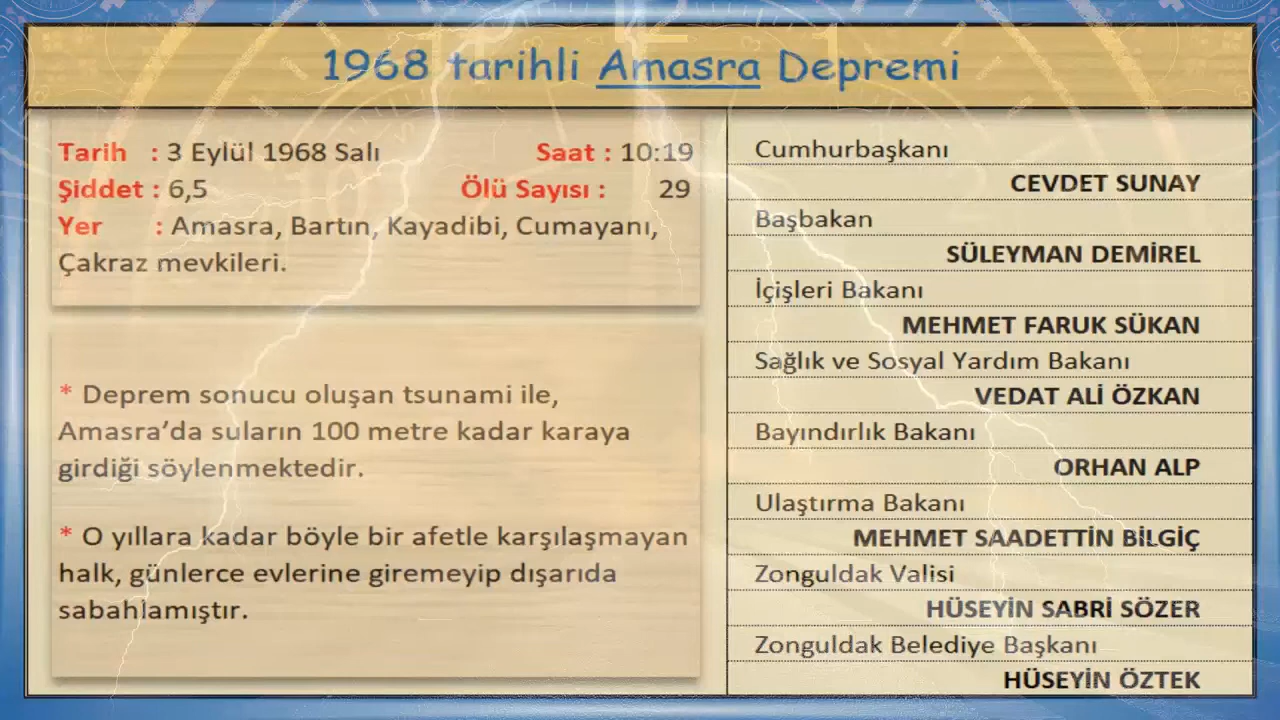 1968 tarihli Amasra Depremi
Tarih : 3 Eylül 1968 Salı Saat : 10:19
Şiddet : 6,5 Ölü Sayısı : 29
Yer : Amasra, Bartın, Kayadibi, Cumayanı,
Çakraz mevkileri.
* Deprem sonucu oluşan tsunami ile,
Amasra’da suların 100 metre kadar karaya
girdiği söylenmektedir.
* O yıllara kadar böyle bir afetle karşılaşmayan
halk, günlerce evlerine giremeyip dışarıda
sabahlamıştır.
Cumhurbaşkanı
CEVDET SUNAY
Başbakan
SÜLEYMAN DEMİREL
İçişleri Bakanı
MEHMET FARUK SÜKAN
Sağlık ve Sosyal Yardım Bakanı
VEDAT ALİ ÖZKAN
Bayındırlık Bakanı
ORHAN ALP
Ulaştırma Bakanı
MEHMET SAADETTİN BİLGİÇ
Zonguldak Valisi
HÜSEYİN SABRİ SÖZER
Zonguldak Belediye Başkanı
HÜSEYİN ÖZTEK